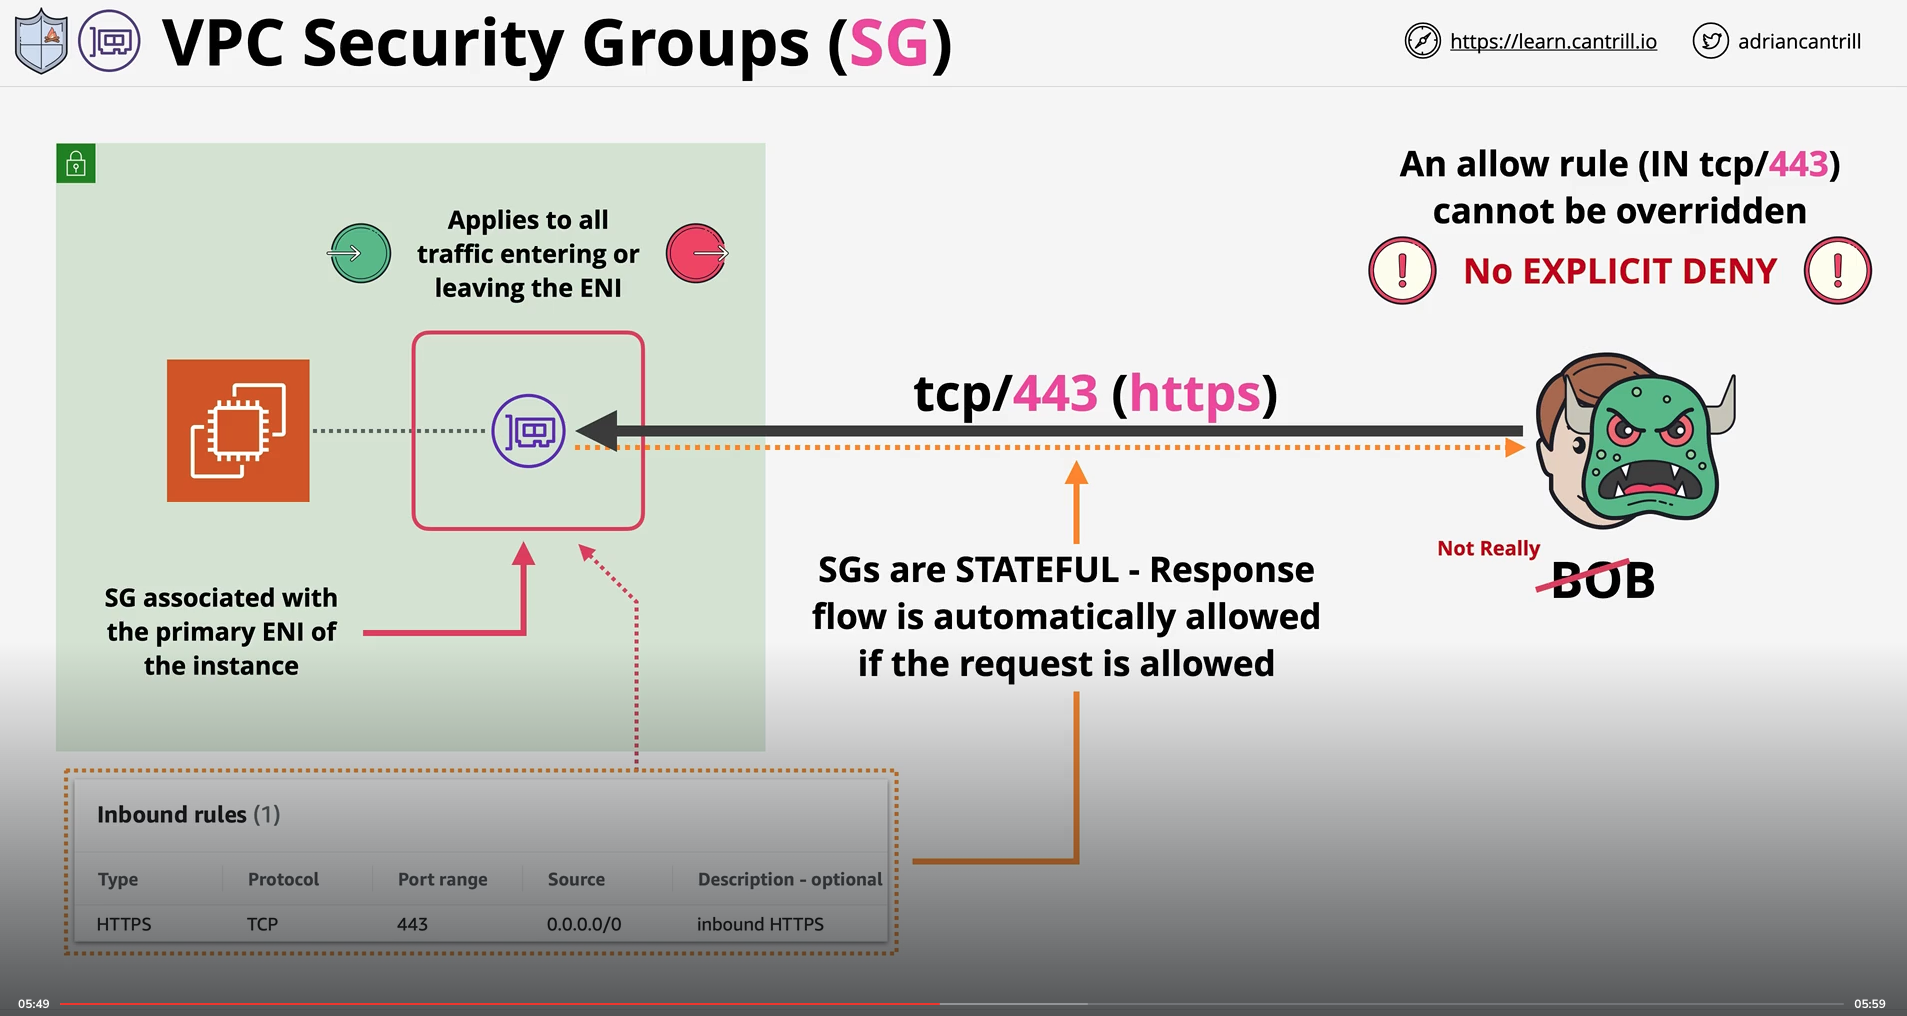 VPC Security Groups (SG)
https://learn.cantrill.io
adriancantrill
Applies to all
traffic entering or
leaving the ENI
An allow rule (IN tcp/443)
cannot be overridden
No EXPLICIT DENY
tcp/443 (https)
Not Really
BOB
SGs are STATEFUL - Response
flow is automatically allowed
if the request is allowed
SG associated with
the primary ENI of
the instance
Inbound rules (1)
Type Protocol Port range Source Description - optional
HTTPS TCP 443 0.0.0.0/0 inbound HTTPS
05:49
05:59